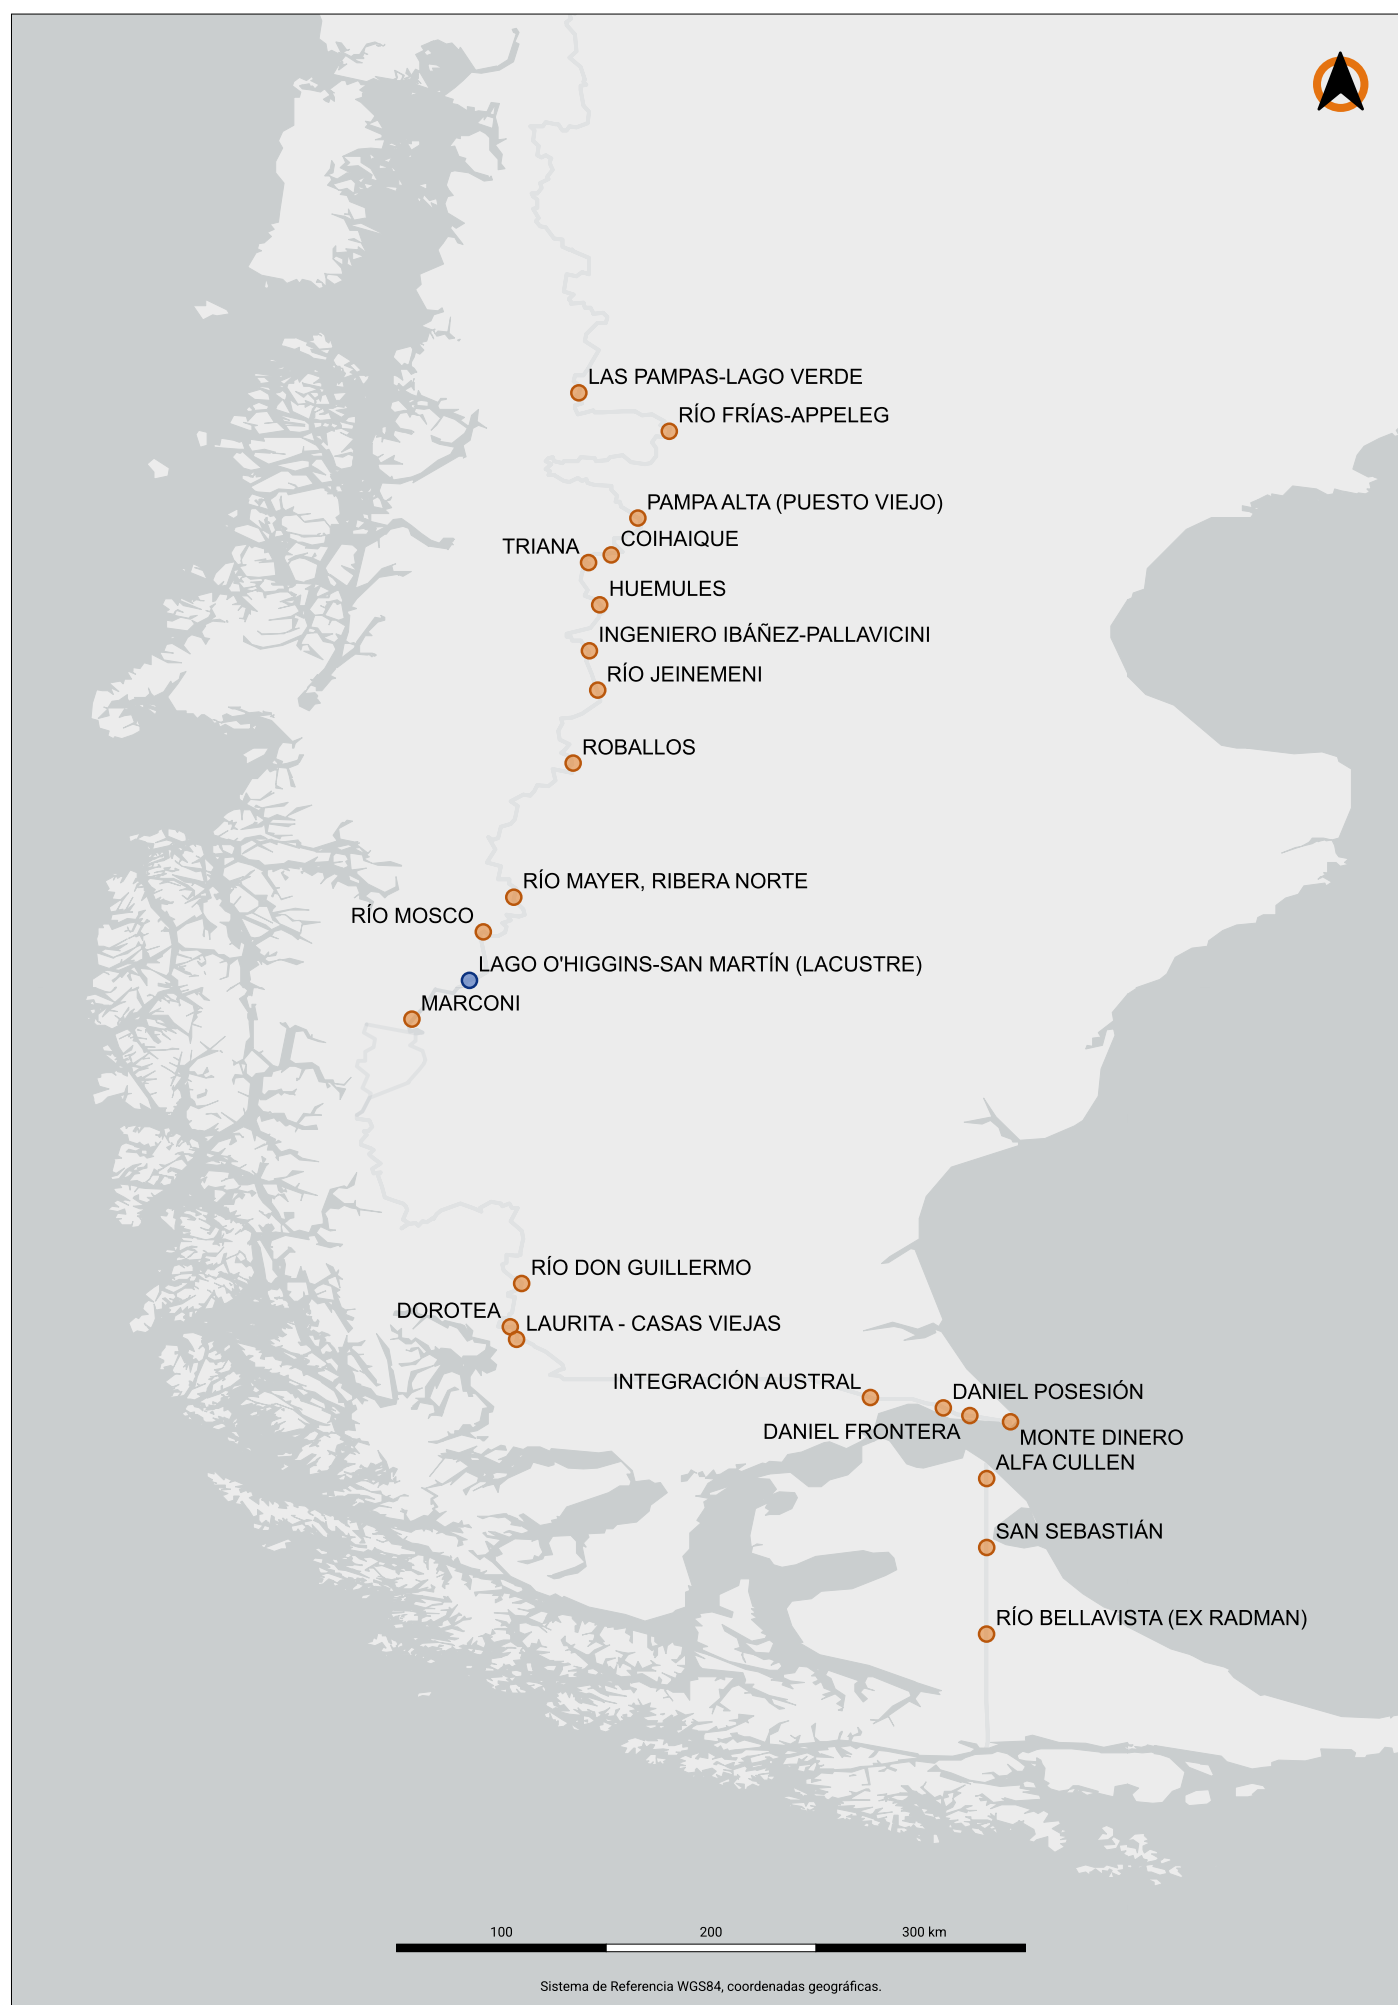 LAS PAMPAS-LAGO VERDE
RÍO FRÍAS-APPELEG
PAMPA ALTA (PUESTO VIEJO)
COIHAIQUE
TRIANA
HUEMULES
INGENIERO IBÁÑEZ-PALLAVICINI
RÍO JEINEMENI
ROBALLOS
RÍO MAYER, RIBERA NORTE
RÍO MOSCO
LAGO O'HIGGINS-SAN MARTÍN (LACUSTRE)
MARCONI
RÍO DON GUILLERMO
DOROTEA
LAURITA - CASAS VIEJAS
INTEGRACIÓN AUSTRAL
DANIEL POSESIÓN
DANIEL FRONTERA
MONTE DINERO
ALFA CULLEN
SAN SEBASTIÁN
RÍO BELLAVISTA (EX RADMAN)
100 200 300 km
Sistema de Referencia WGS84, coordenadas geográficas.